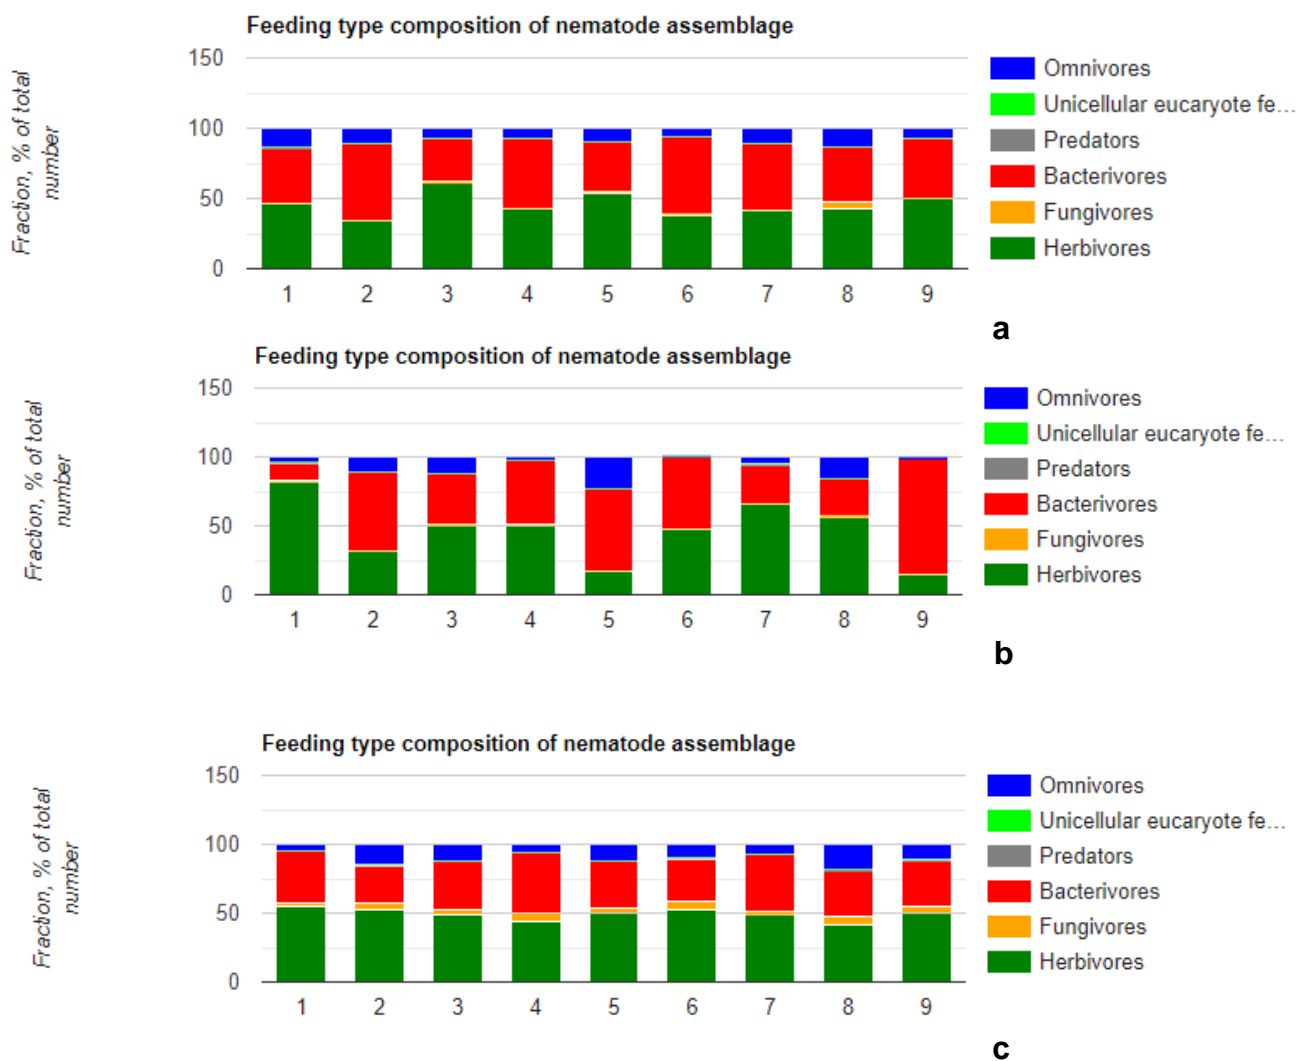 Feeding type composition of nematode assemblage
Fraction, % of total
number
150
100
50
0
1 2 3 4 5 6 7 8 9
Omnivores
Unicellular eucaryote fe...
Predators
Bacterivores
Fungivores
Herbivores
a
Feeding type composition of nematode assemblage
Fraction, % of total
number
150
100
50
0
1 2 3 4 5 6 7 8 9
Omnivores
Unicellular eucaryote fe...
Predators
Bacterivores
Fungivores
Herbivores
b
Feeding type composition of nematode assemblage
Fraction, % of total
number
150
100
50
0
1 2 3 4 5 6 7 8 9
Omnivores
Unicellular eucaryote fe...
Predators
Bacterivores
Fungivores
Herbivores
c